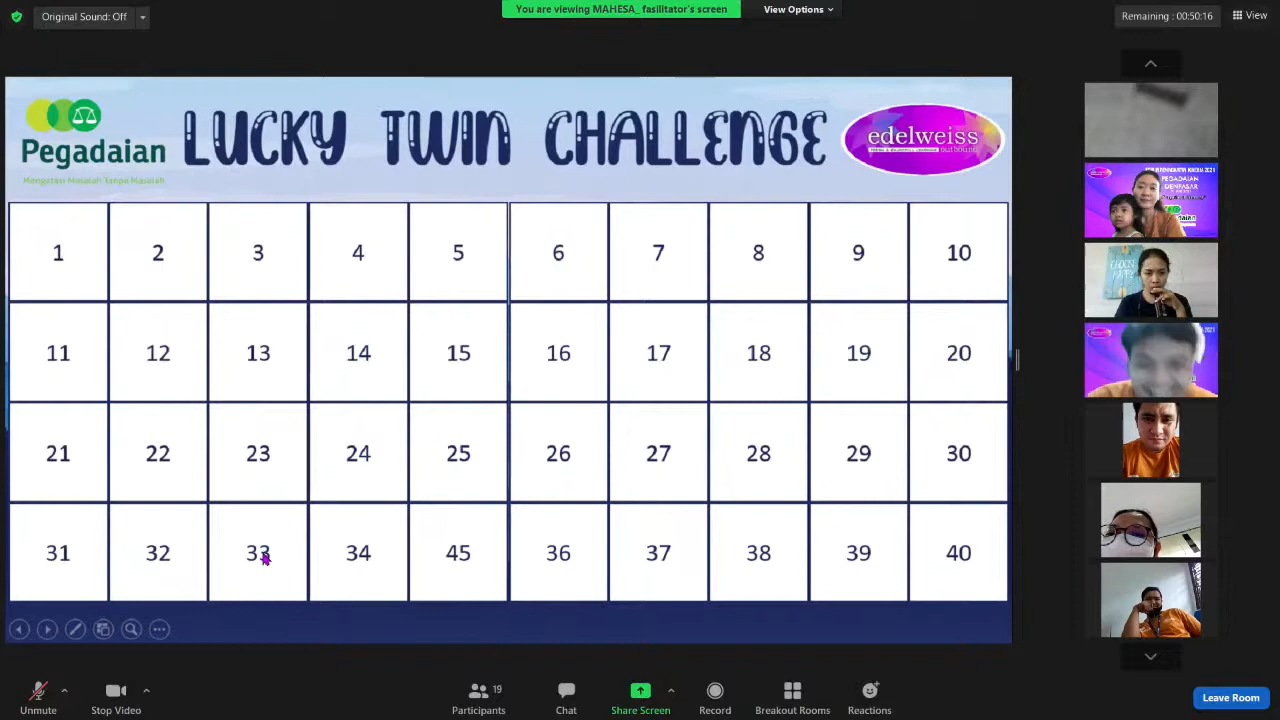 Original Sound: Off
You are viewing MAHESA_ fasilitator's screen
View Options
Remaining : 00:50:16
View
Pegadaian
Mengatasi Masalah Tanpa Masalah
LUCKY TWIN CHALLENGE
edelweiss
outbound
1 2 3 4 5 6 7 8 9 10
11 12 13 14 15 16 17 18 19 20
21 22 23 24 25 26 27 28 29 30
31 32 33 34 45 36 37 38 39 40
PEGADAIAN
DENPASAR
CHOOSE
HAPPY
Unmute
Stop Video
Participants 19
Chat
Share Screen
Record
Breakout Rooms
Reactions
Leave Room